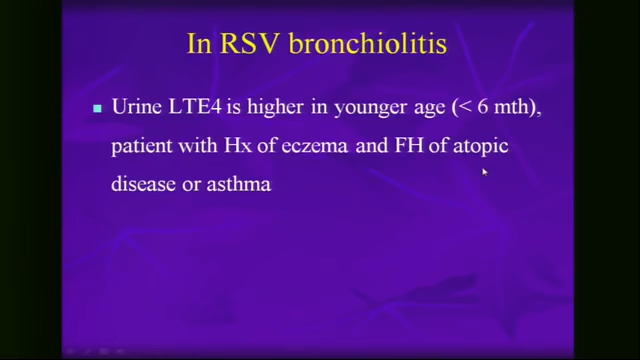 In RSV bronchiolitis
Urine LTE4 is higher in younger age (< 6 mth),
patient with Hx of eczema and FH of atopic
disease or asthma